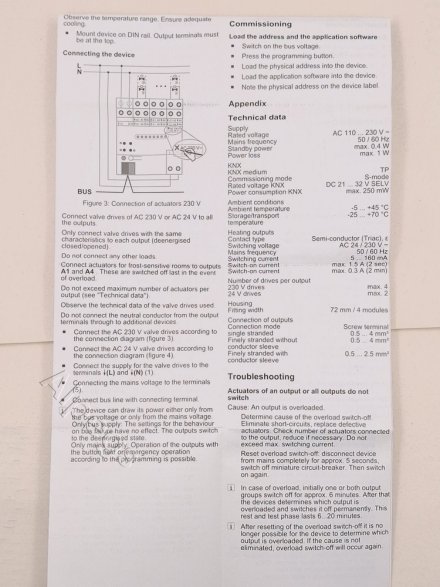 Observe the temperature range. Ensure adequate
cooling.
■ Mount device on DIN rail. Output terminals must
be at the top.
Connecting the device
L
N
BUS
Figure 3: Connection of actuators 230 V
Connect valve drives of AC 230 V or AC 24 V to all
the outputs.
Only connect valve drives with the same
characteristics to each output (deenergised
closed/opened).
Do not connect any other loads.
Connect actuators for frost-sensitive rooms to outputs
A1 and A4. These are switched off last in the event
of overload.
Do not exceed maximum number of actuators per
output (see "Technical data").
Observe the technical data of the valve drives used.
Do not connect the neutral conductor from the output
terminals through to additional devices.
■ Connect the AC 230 V valve drives according to
the connection diagram (figure 3).
■ Connect the AC 24 V valve drives according to
the connection diagram (figure 4).
■ Connect the supply for the valve drives to the
terminals i(L) and i(N) (1).
Connecting the mains voltage to the terminals
(5).
Connect bus line with connecting terminal.
The device can draw its power either only from
the bus voltage or only from the mains voltage.
Only bus supply: The settings for the behaviour
on bus failure have no effect. The outputs switch
to the deenergised state.
Only mains supply: Operation of the outputs with
the button field or emergency operation
according to the programming is possible.
Commissioning
Load the address and the application software
■ Switch on the bus voltage.
■ Press the programming button.
■ Load the physical address into the device.
■ Load the application software into the device.
■ Note the physical address on the device label.
Appendix
Technical data
Supply
Rated voltage AC 110 ... 230 V ~
Mains frequency 50 / 60 Hz
Standby power max. 0.4 W
Power loss max. 1 W
KNX
KNX medium TP
Commissioning mode S-mode
Rated voltage KNX DC 21 ... 32 V SELV
Power consumption KNX max. 250 mW
Ambient conditions
Ambient temperature -5 ... +45 °C
Storage/transport -25 ... +70 °C
temperature
Heating outputs
Contact type Semi-conductor (Triac), ε
Switching voltage AC 24 / 230 V ~
Mains frequency 50 / 60 Hz
Switching current 5 ... 160 mA
Switch-on current max. 1.5 A (2 sec)
Switch-on current max. 0.3 A (2 min)
Number of drives per output
230 V drives max. 4
24 V drives max. 2
Housing
Fitting width 72 mm / 4 modules
Connection of outputs
Connection mode Screw terminal
single stranded 0.5 ... 4 mm²
Finely stranded without 0.5 ... 4 mm²
conductor sleeve
Finely stranded with 0.5 ... 2.5 mm²
conductor sleeve
Troubleshooting
Actuators of an output or all outputs do not
switch
Cause: An output is overloaded.
Determine cause of the overload switch-off.
Eliminate short-circuits, replace defective
actuators. Check number of actuators connected
to the output, reduce if necessary. Do not
exceed max. switching current.
Reset overload switch-off: disconnect device
from mains completely for approx. 5 seconds,
switch off miniature circuit-breaker. Then switch
on again.
i In case of overload, initially one or both output
groups switch off for approx. 6 minutes. After that
the devices determines which output is
overloaded and switches it off permanently. This
rest and test phase lasts 6...20 minutes.
i After resetting of the overload switch-off it is no
longer possible for the device to determine which
output is overloaded. If the cause is not
eliminated, overload switch-off will occur again.